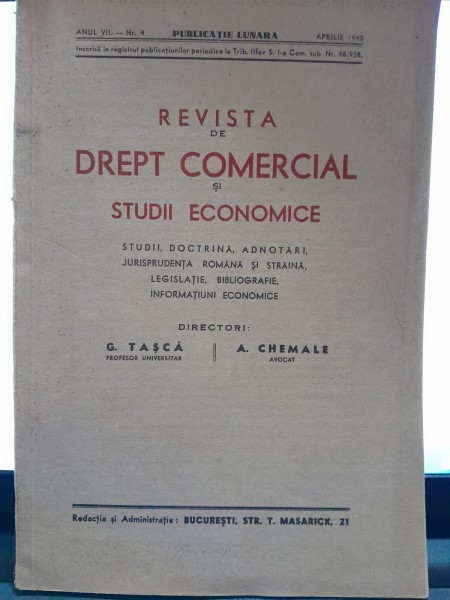 ANUL VII. — Nr. 4 PUBLICAȚIE LUNARA APRILIE 1940
Inscrisă în registrul publicațiunilor periodice la Trib. Ilfov S. I-a Com. sub Nr. 48/938.
REVISTA
DE
DREPT COMERCIAL
ȘI
STUDII ECONOMICE
STUDII, DOCTRINĂ, ADNOTĂRI,
JURISPRUDENȚA ROMÂNĂ ȘI STRĂINĂ,
LEGISLAȚIE, BIBLIOGRAFIE,
INFORMAȚIUNI ECONOMICE
DIRECTORI:
G. TAȘCĂ A. CHEMALE
PROFESOR UNIVERSITAR AVOCAT
Redacția și Administrația: BUCUREȘTI, STR. T. MASARICK, 21